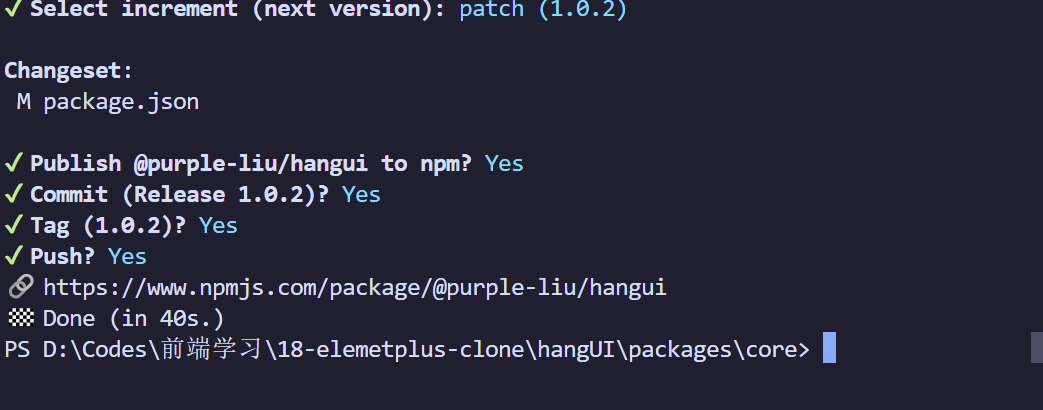 ✓ Select increment (next version): patch (1.0.2)
Changeset:
M package.json
✓ Publish @purple-liu/hangui to npm? Yes
✓ Commit (Release 1.0.2)? Yes
✓ Tag (1.0.2)? Yes
✓ Push? Yes
🔗 https://www.npmjs.com/package/@purple-liu/hangui
🏁 Done (in 40s.)
PS D:\Codes\前端学习\18-elemetplus-clone\hangUI\packages\core>